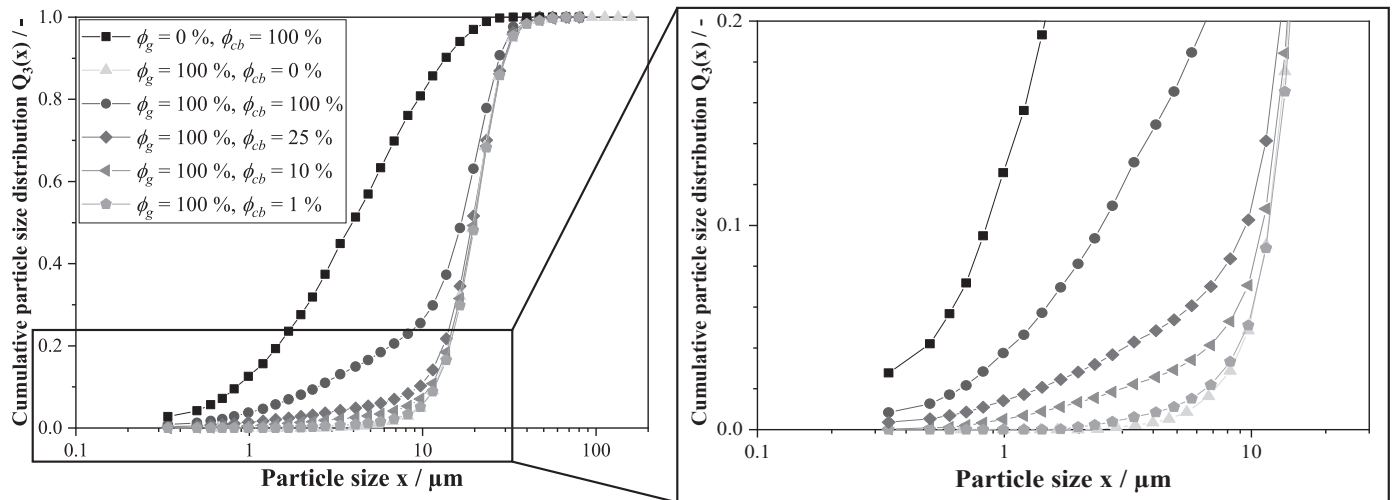 Cumulative particle size distribution Q₃(x) / -
1.0
0.8
0.6
0.4
0.2
0.0
ϕg = 0 %, ϕcb = 100 %
ϕg = 100 %, ϕcb = 0 %
ϕg = 100 %, ϕcb = 100 %
ϕg = 100 %, ϕcb = 25 %
ϕg = 100 %, ϕcb = 10 %
ϕg = 100 %, ϕcb = 1 %
0.1 1 10 100
Particle size x / µm
Cumulative particle size distribution Q₃(x) / -
0.2
0.1
0.0
0.1 1 10
Particle size x / µm